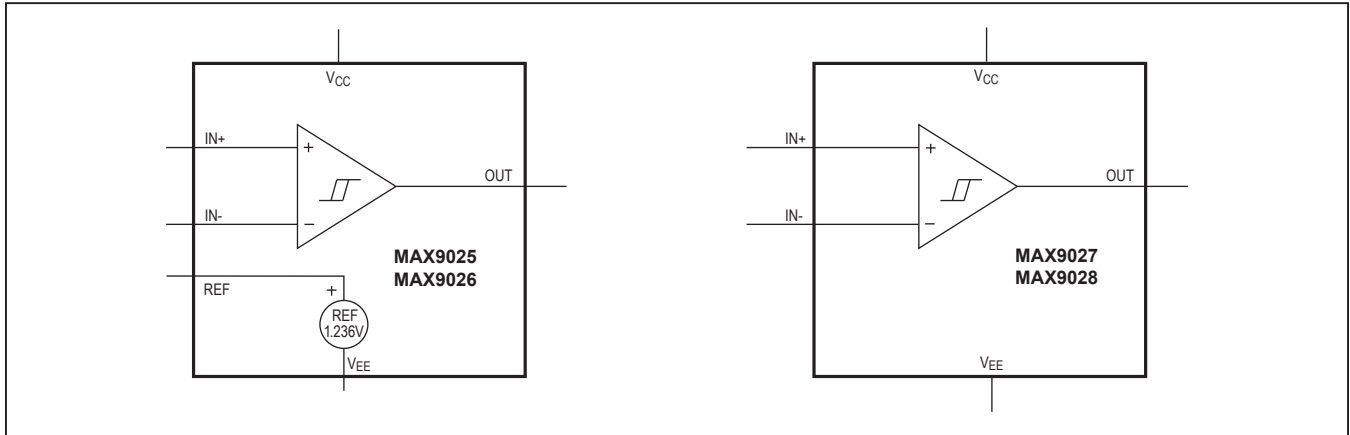 VCC
IN+
+
OUT
IN-
−
MAX9025
MAX9026
REF
+
REF
1.236V
VEE
VCC
IN+
+
OUT
IN-
−
MAX9027
MAX9028
VEE